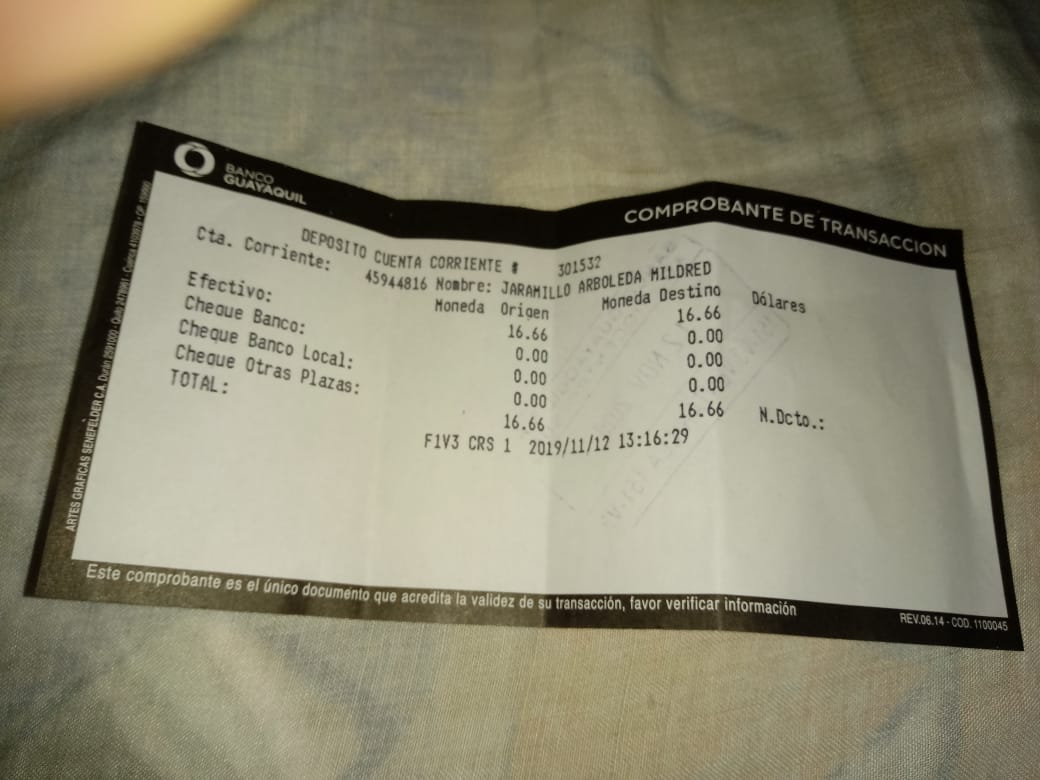 BANCO
GUAYAQUIL
COMPROBANTE DE TRANSACCION
DEPOSITO CUENTA CORRIENTE # 301532
Cta. Corriente: 45944816 Nombre: JARAMILLO ARBOLEDA MILDRED
Moneda Origen Moneda Destino Dólares
Efectivo: 16.66 16.66
Cheque Banco: 0.00 0.00
Cheque Banco Local: 0.00 0.00
Cheque Otras Plazas: 0.00 0.00
TOTAL: 16.66 16.66 N.Dcto.:
F1V3 CRS 1 2019/11/12 13:16:29
Este comprobante es el único documento que acredita la validez de su transacción, favor verificar información
REV.06.14 - COD. 1100045
ARTES GRAFICAS SENEFELDER C.A. Durán 2591000 - Quito